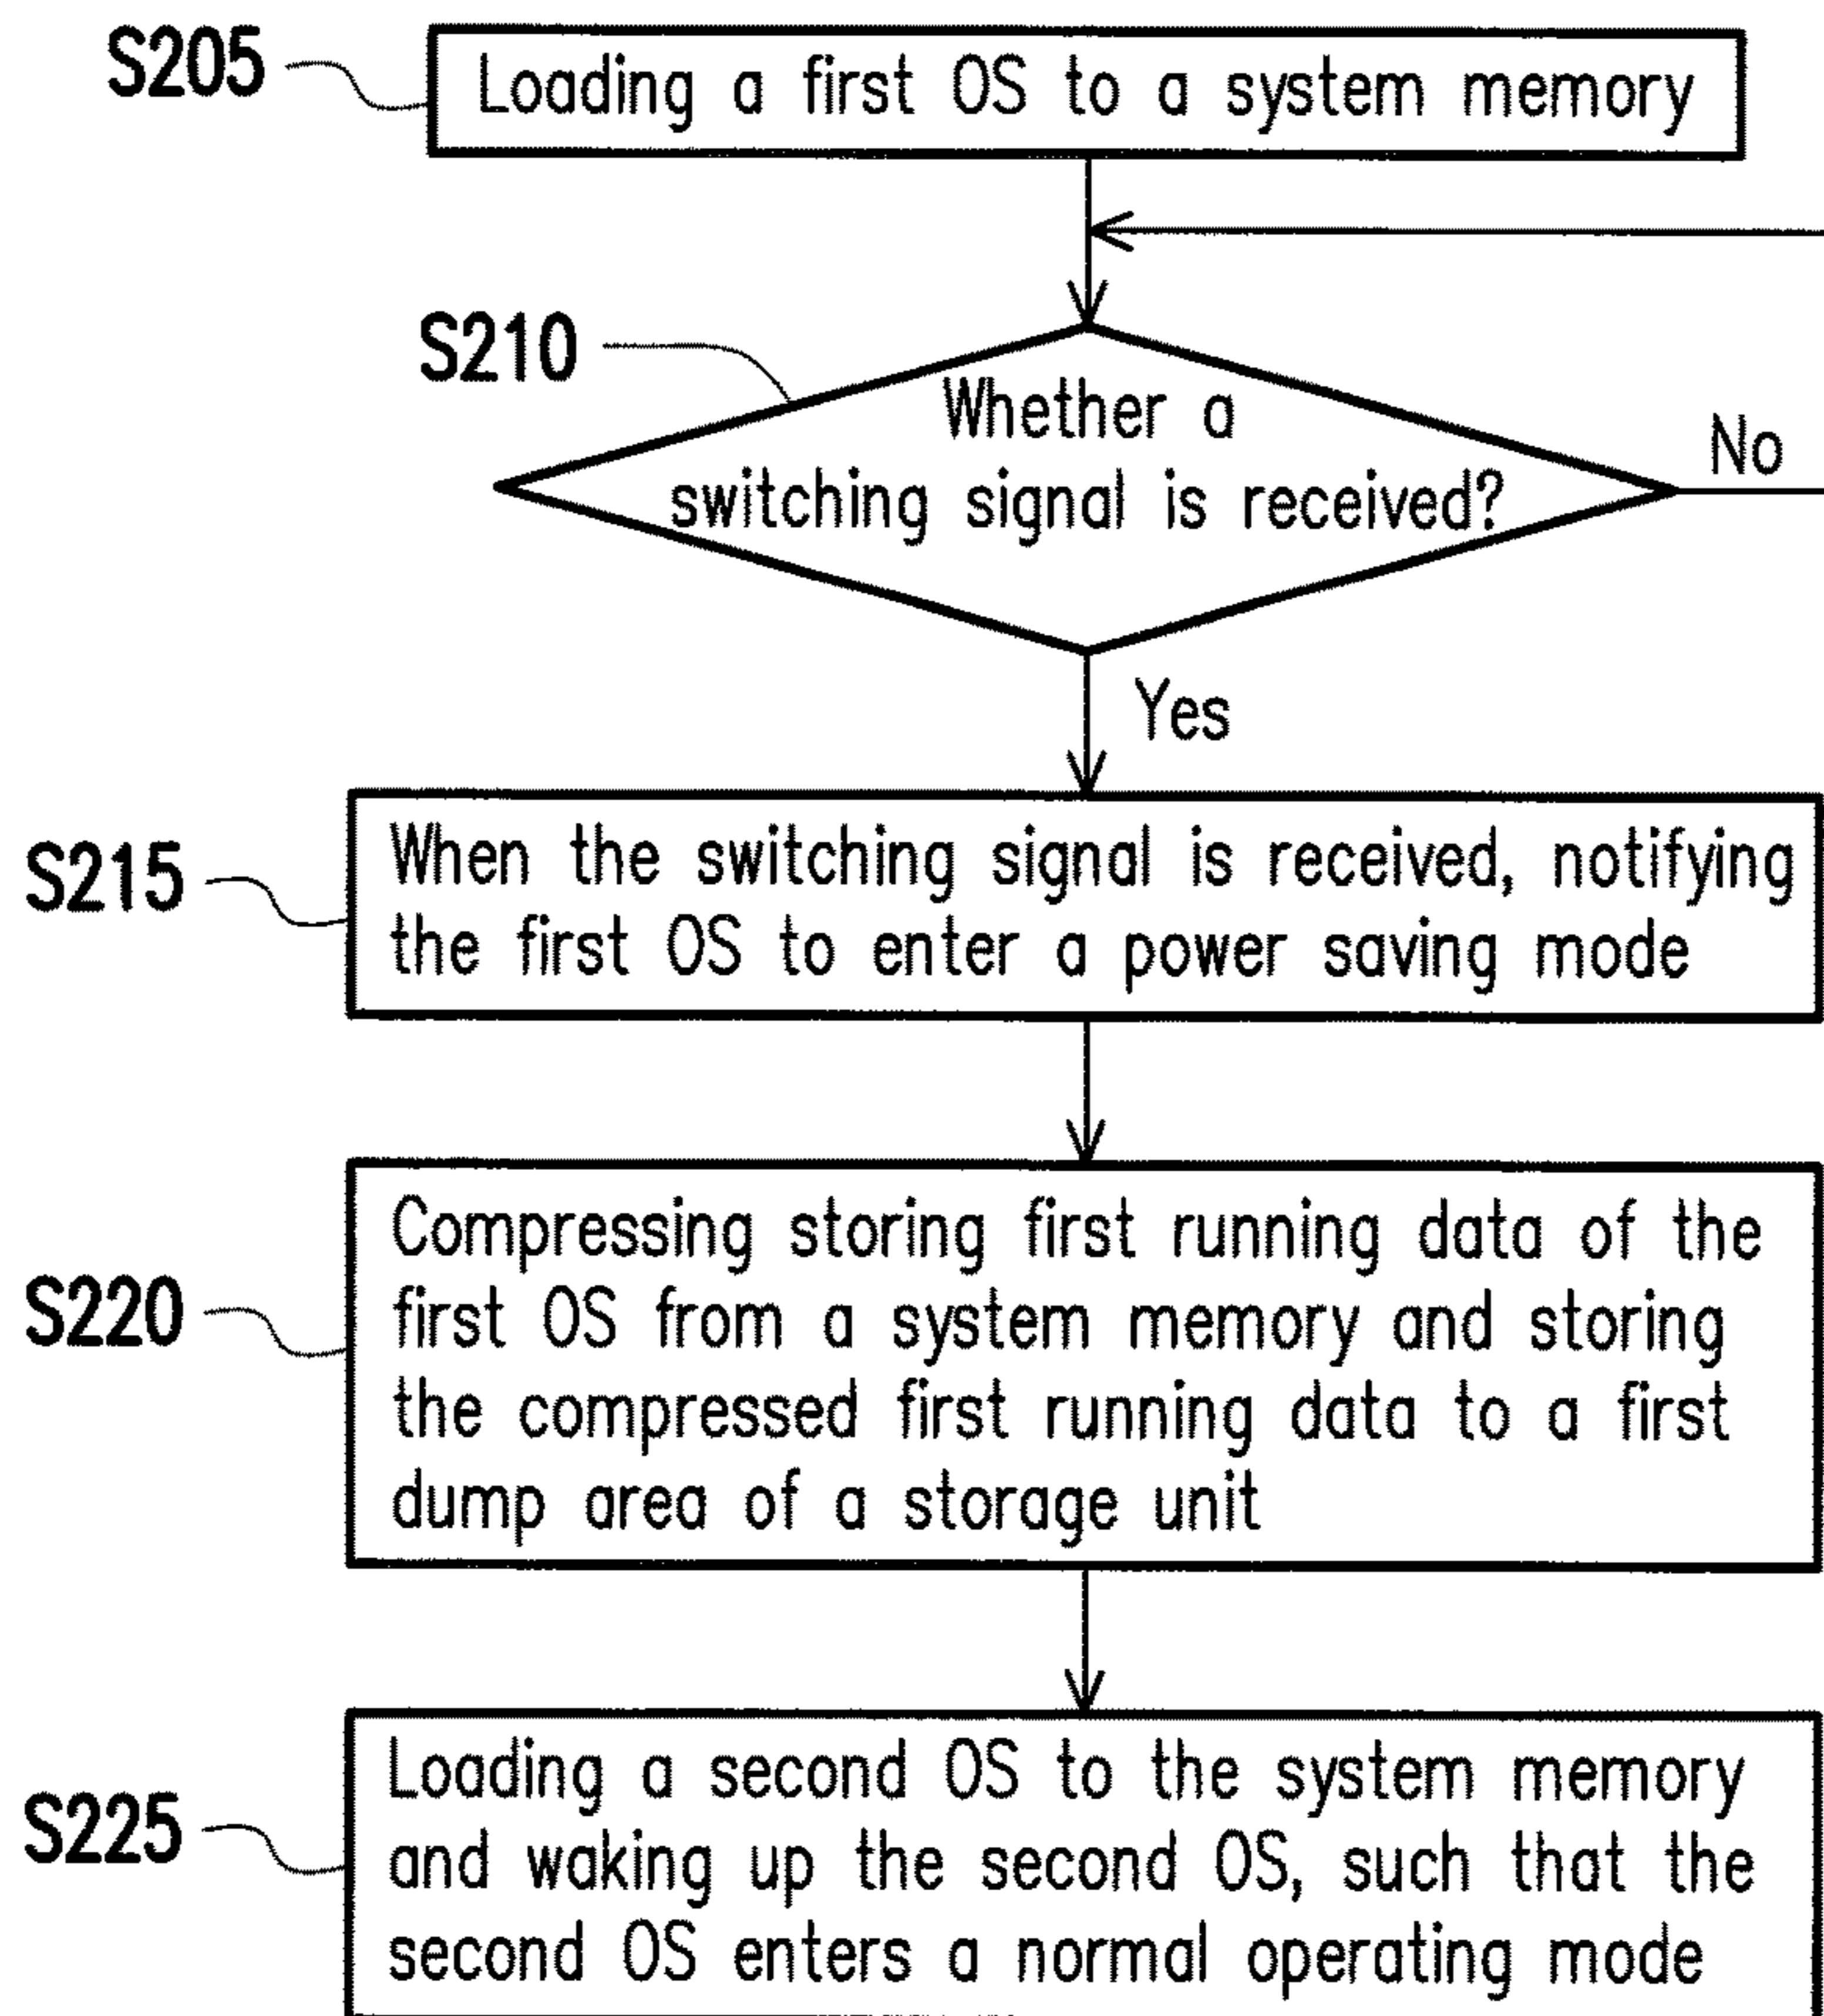 S205
Loading a first OS to a system memory
S210
Whether a
switching signal is received?
No
Yes
S215
When the switching signal is received, notifying
the first OS to enter a power saving mode
S220
Compressing storing first running data of the
first OS from a system memory and storing
the compressed first running data to a first
dump area of a storage unit
S225
Loading a second OS to the system memory
and waking up the second OS, such that the
second OS enters a normal operating mode